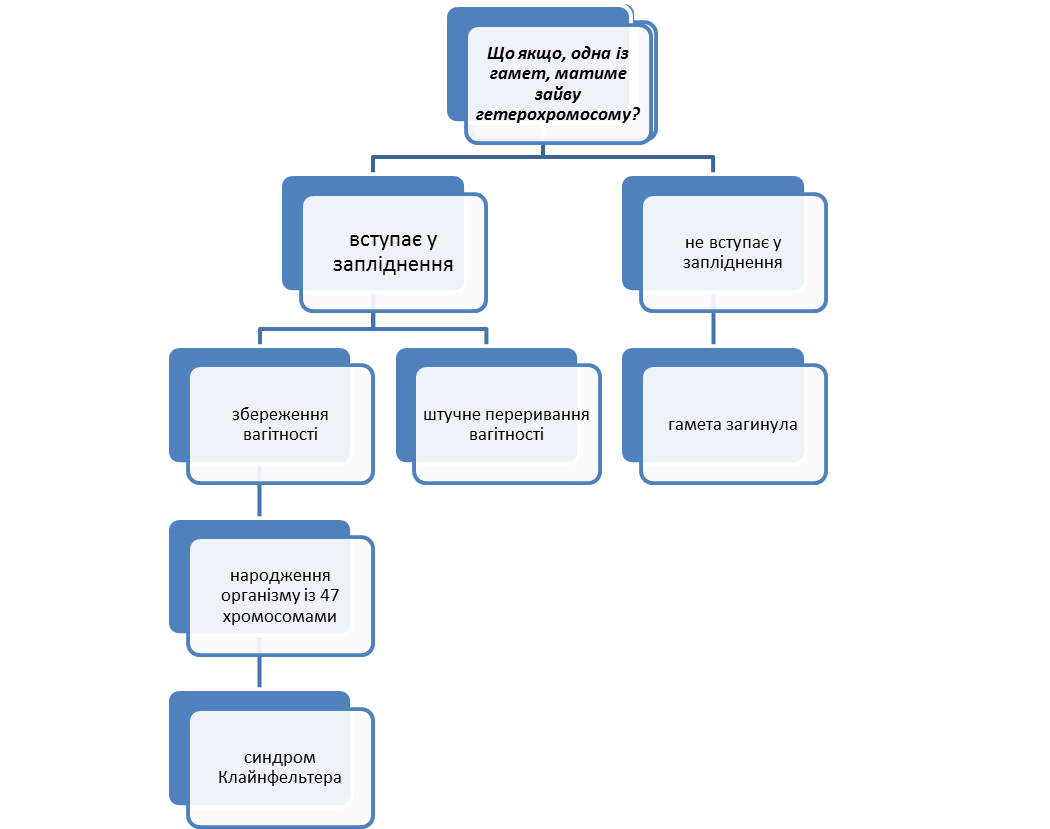 Що якщо, одна із
гамет, матиме
зайву
гетерохромосому?
вступає у
запліднення
не вступає у
запліднення
збереження
вагітності
штучне переривання
вагітності
гамета загинула
народження
організму із 47
хромосомами
синдром
Клайнфельтера